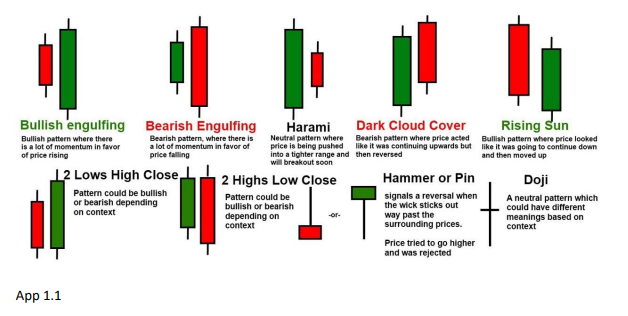 Bullish engulfing
Bullish pattern where there
is a lot of momentum in favor
of price rising
Bearish Engulfing
Bearish pattern, where there is
a lot of momentum in favor of
price falling
Harami
Neutral pattern where
price is being pushed
into a tighter range and
will breakout soon
Dark Cloud Cover
Bearish pattern where price acted
like it was continuing upwards but
then reversed
Rising Sun
Bullish pattern where price looked
like it was going to continue down
and then moved up
2 Lows High Close
Pattern could be bullish
or bearish depending
on context
2 Highs Low Close
Pattern could be
bullish or bearish
depending on
context
-or-
Hammer or Pin
signals a reversal when
the wick sticks out
way past the
surrounding prices.
Price tried to go higher
and was rejected
Doji
A neutral pattern which
could have different
meanings based on
context
App 1.1